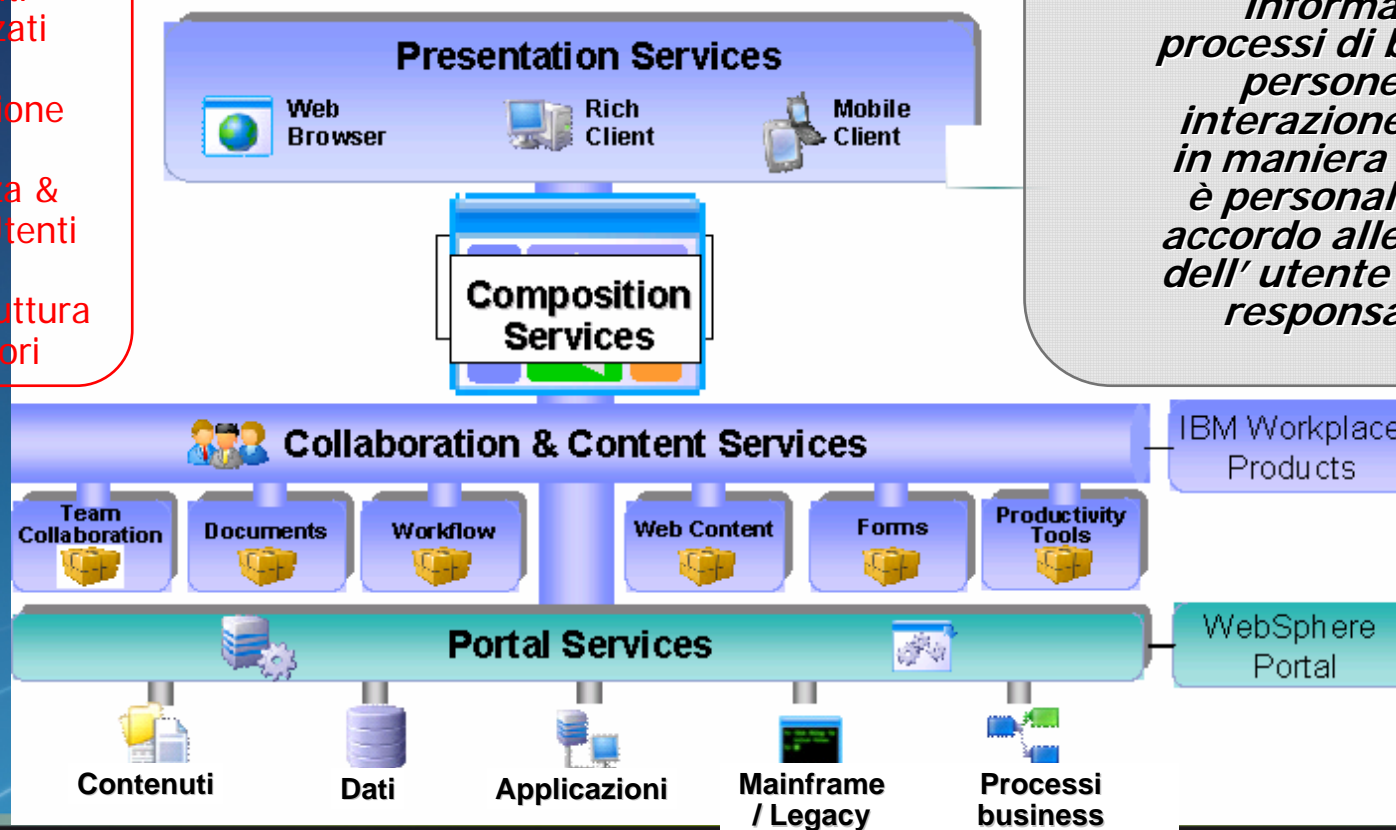 zati
ione
za &
utenti
uttura
ori
Presentation Services
Web
Browser
Rich
Client
Mobile
Client
processi di b
persone
interazione
in maniera
è personal
accordo alle
dell' utente
responsa
Composition
Services
Collaboration & Content Services
IBM Workplace
Products
Team
Collaboration
Documents
Workflow
Web Content
Forms
Productivity
Tools
Portal Services
WebSphere
Portal
Contenuti
Dati
Applicazioni
Mainframe
/ Legacy
Processi
business